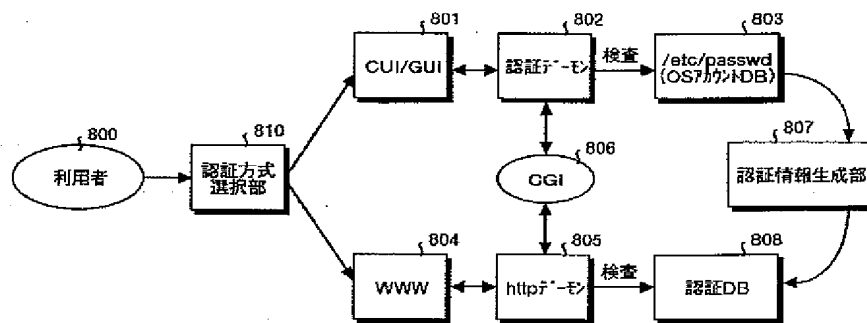 801
802
803
CUI/GUI
認証デーモン
検査
/etc/passwd
(OSアカウントDB)
800
810
806
807
利用者
認証方式
選択部
CGI
認証情報生成部
804
805
808
WWW
httpデーモン
検査
認証DB